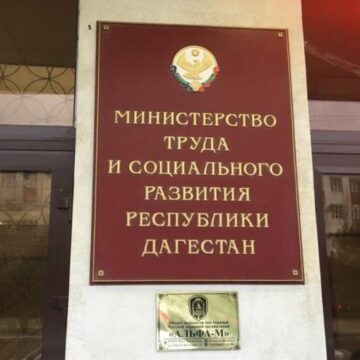 МИНИСТЕРСТВО
ТРУДА
И СОЦИАЛЬНОГО
РАЗВИТИЯ
РЕСПУБЛИКИ
ДАГЕСТАН
«АЛЬФА-М»